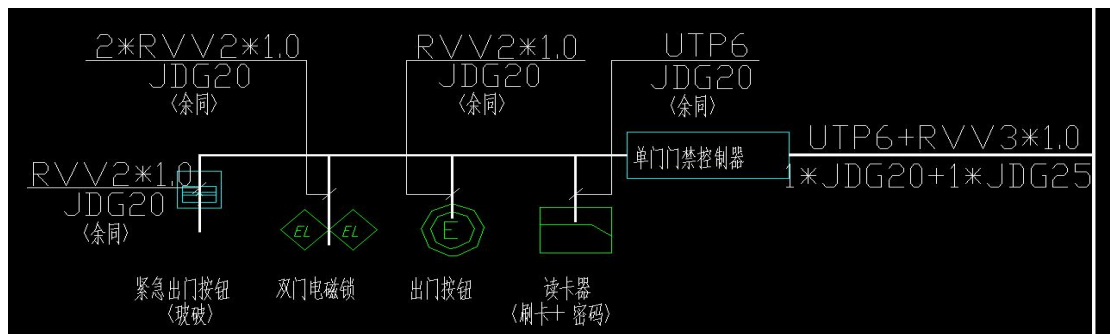 2*RVV2*1.0
JDG20
(余同)
RVV2*1.0
JDG20
(余同)
UTP6
JDG20
(余同)
单门门禁控制器
UTP6+RVV3*1.0
1*JDG20+1*JDG25
RVV2*1.0
JDG20
(余同)
EL
EL
E
紧急出门按钮
(玻破)
双门电磁锁
出门按钮
读卡器
(刷卡+ 密码)